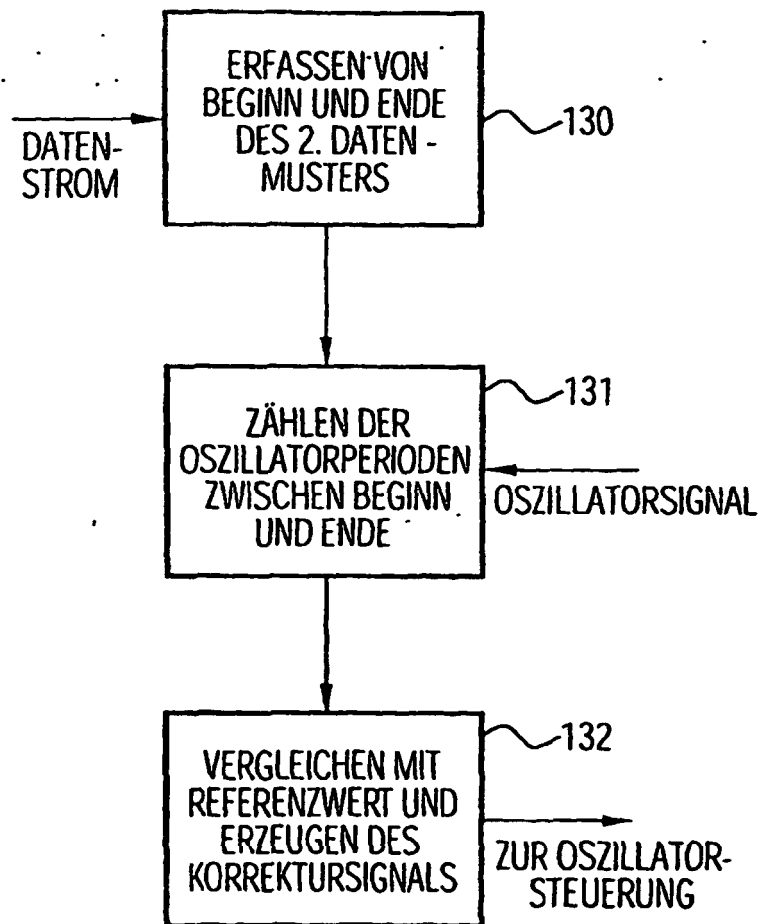 ERFASSEN VON
BEGINN UND ENDE
DES 2. DATEN -
MUSTERS
130
DATEN-
STROM
131
ZÄHLEN DER
OSZILLATORPERIODEN
ZWISCHEN BEGINN
UND ENDE
OSZILLATORSIGNAL
132
VERGLEICHEN MIT
REFERENZWERT UND
ERZEUGEN DES
KORREKTURSIGNALS
ZUR OSZILLATOR-
STEUERUNG